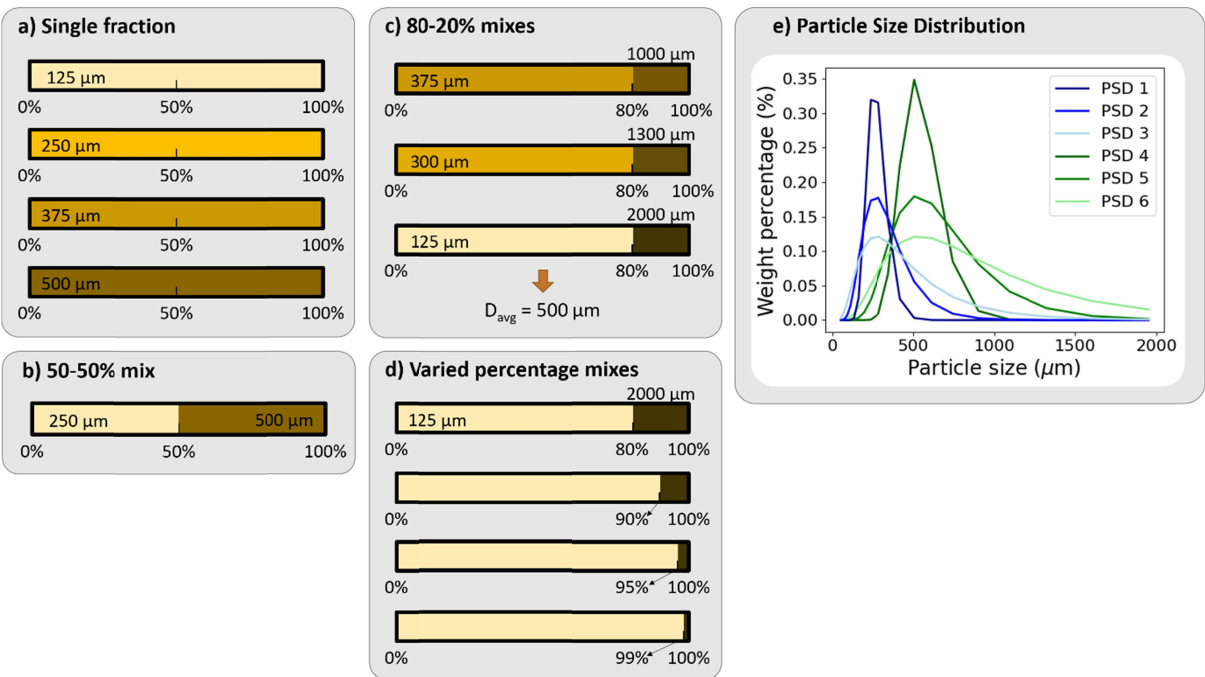 a) Single fraction
125 µm
0% 50% 100%
250 µm
0% 50% 100%
375 µm
0% 50% 100%
500 µm
0% 50% 100%
b) 50-50% mix
250 µm 500 µm
0% 50% 100%
c) 80-20% mixes
1000 µm
375 µm
0% 80% 100%
1300 µm
300 µm
0% 80% 100%
2000 µm
125 µm
0% 80% 100%
Davg = 500 µm
d) Varied percentage mixes
2000 µm
125 µm
0% 80% 100%
0% 90% 100%
0% 95% 100%
0% 99% 100%
e) Particle Size Distribution
Weight percentage (%)
0.35
0.30
0.25
0.20
0.15
0.10
0.05
0.00
PSD 1
PSD 2
PSD 3
PSD 4
PSD 5
PSD 6
0 500 1000 1500 2000
Particle size (µm)